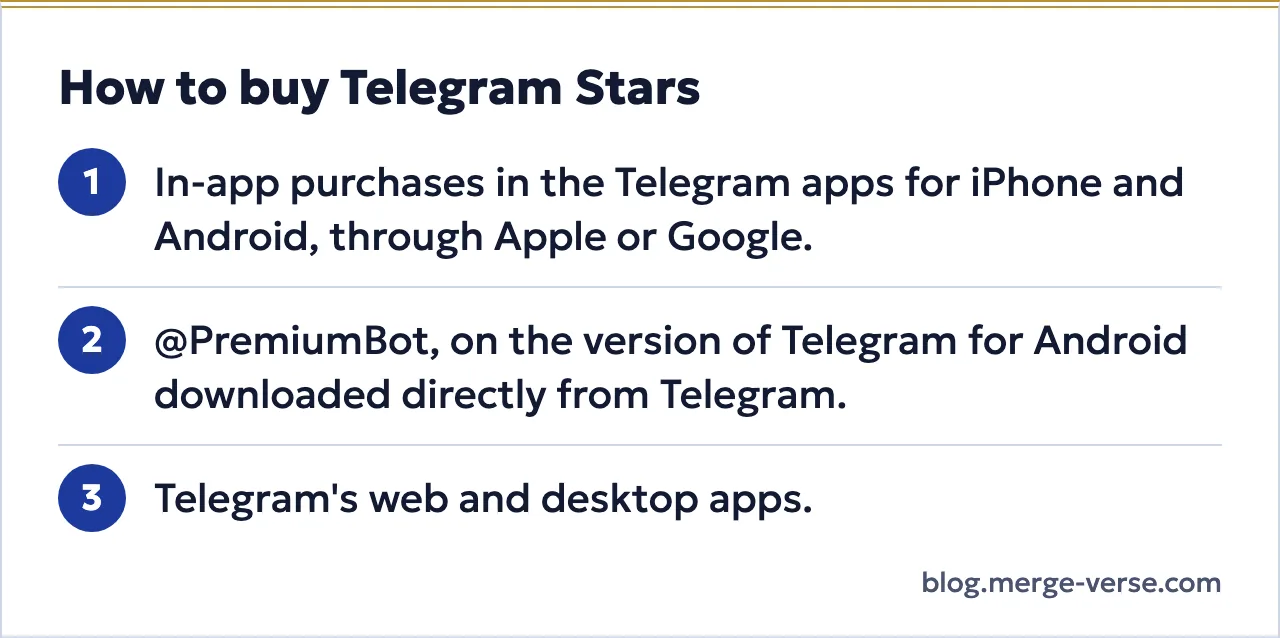 How to buy Telegram Stars
1
In-app purchases in the Telegram apps for iPhone and
Android, through Apple or Google.
2
@PremiumBot, on the version of Telegram for Android
downloaded directly from Telegram.
3
Telegram's web and desktop apps.
blog.merge-verse.com